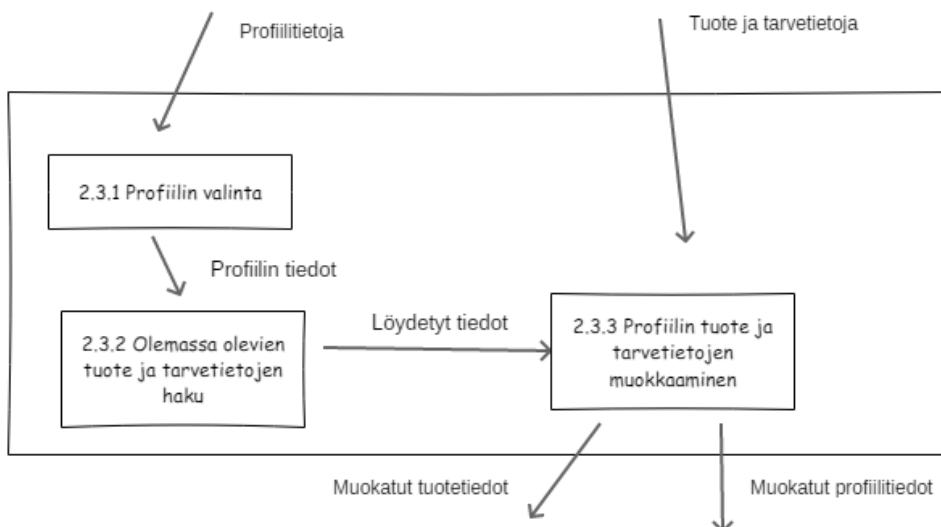 Profiilitietoja
Tuote ja tarvetietoja
2.3.1 Profiilin valinta
Profiilin tiedot
2.3.2 Olemassa olevien
tuote ja tarvetietojen
haku
Löydetyt tiedot
2.3.3 Profiilin tuote ja
tarvetietojen
muokkaaminen
Muokatut tuotetiedot
Muokatut profiilitiedot